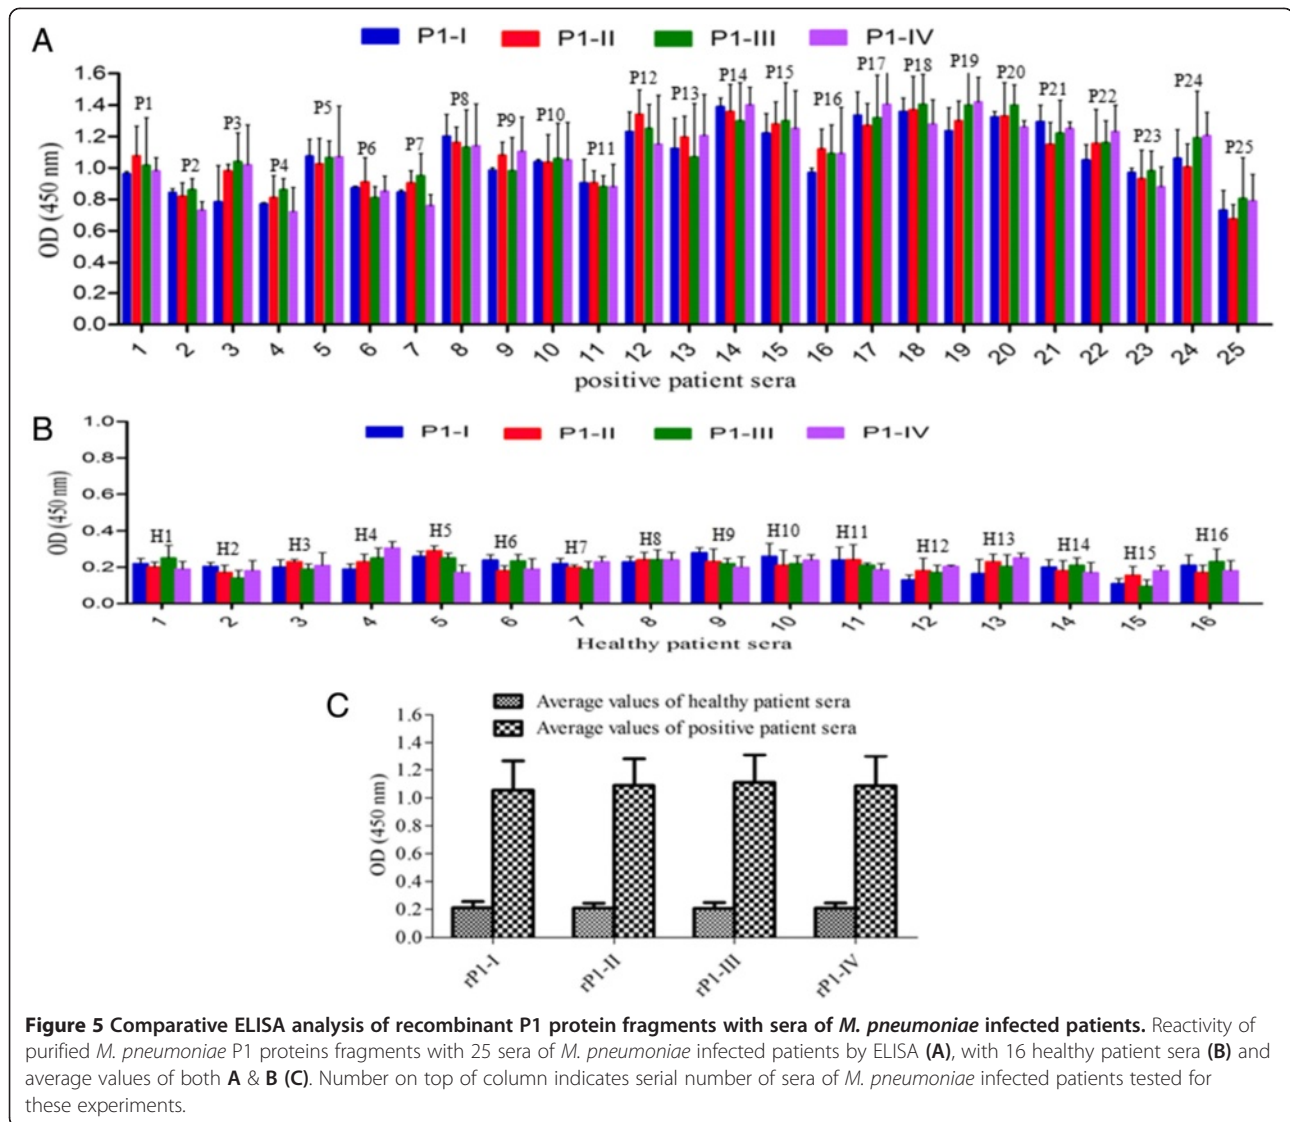 A
P1-I P1-II P1-III P1-IV
OD (450 nm)
1.6
1.4
1.2
1.0
0.8
0.6
0.4
0.2
0.0
P1 P2 P3 P4 P5 P6 P7 P8 P9 P10 P11 P12 P13 P14 P15 P16 P17 P18 P19 P20 P21 P22 P23 P24 P25
1 2 3 4 5 6 7 8 9 10 11 12 13 14 15 16 17 18 19 20 21 22 23 24 25
positive patient sera
B
P1-I P1-II P1-III P1-IV
OD (450 nm)
1.0
0.8
0.6
0.4
0.2
0.0
H1 H2 H3 H4 H5 H6 H7 H8 H9 H10 H11 H12 H13 H14 H15 H16
1 2 3 4 5 6 7 8 9 10 11 12 13 14 15 16
Healthy patient sera
C
Average values of healthy patient sera
Average values of positive patient sera
OD (450 nm)
1.6
1.4
1.2
1.0
0.8
0.6
0.4
0.2
0.0
rP1-I rP1-II rP1-III rP1-IV
Figure 5 Comparative ELISA analysis of recombinant P1 protein fragments with sera of M. pneumoniae infected patients. Reactivity of
purified M. pneumoniae P1 proteins fragments with 25 sera of M. pneumoniae infected patients by ELISA (A), with 16 healthy patient sera (B) and
average values of both A & B (C). Number on top of column indicates serial number of sera of M. pneumoniae infected patients tested for
these experiments.